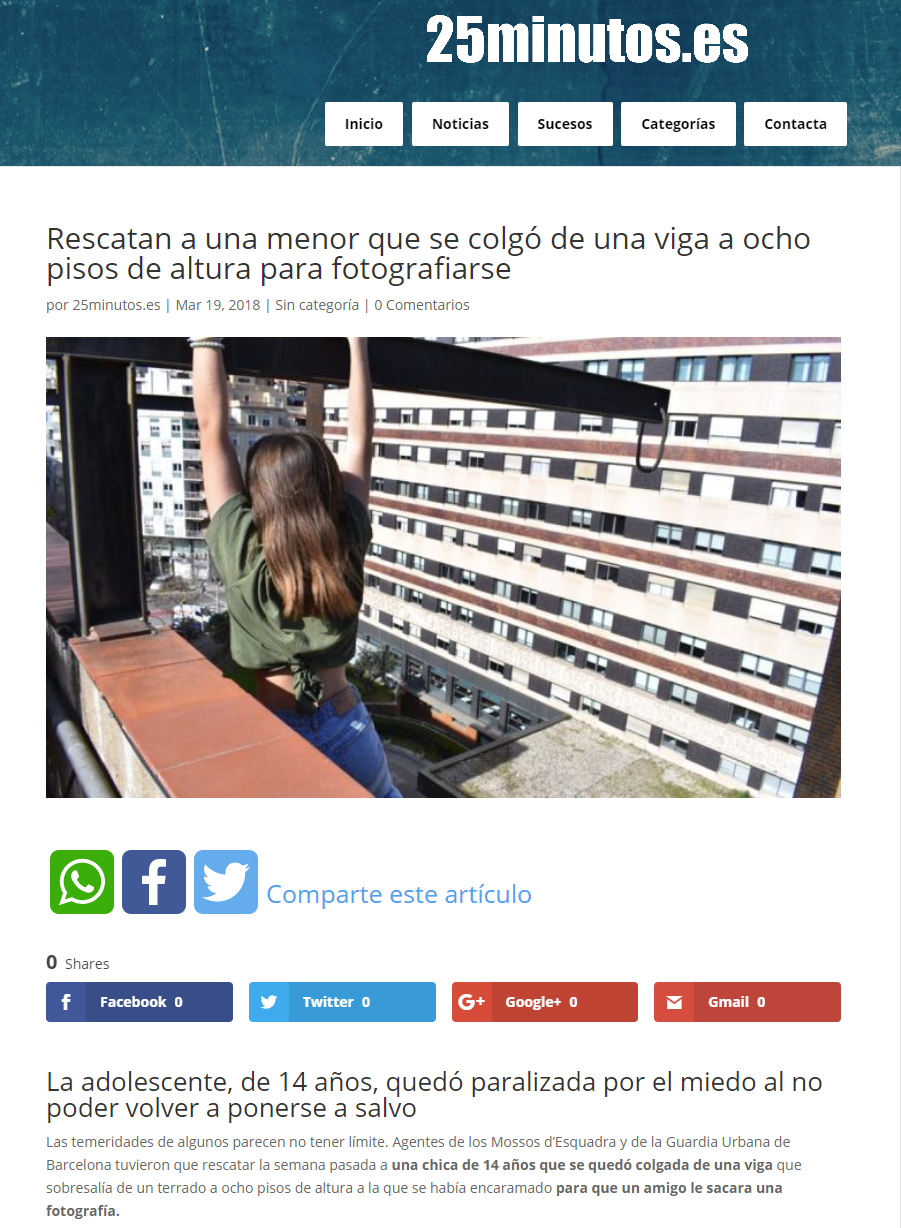 25minutos.es
Inicio
Noticias
Sucesos
Categorías
Contacta
Rescatan a una menor que se colgó de una viga a ocho
pisos de altura para fotografiarse
por 25minutos.es | Mar 19, 2018 | Sin categoría | 0 Comentarios
Comparte este artículo
0 Shares
Facebook 0
Twitter 0
G+ Google+ 0
Gmail 0
La adolescente, de 14 años, quedó paralizada por el miedo al no
poder volver a ponerse a salvo
Las temeridades de algunos parecen no tener límite. Agentes de los Mossos d'Esquadra y de la Guardia Urbana de
Barcelona tuvieron que rescatar la semana pasada a una chica de 14 años que se quedó colgada de una viga que
sobresalía de un terrado a ocho pisos de altura a la que se había encaramado para que un amigo le sacara una
fotografía.